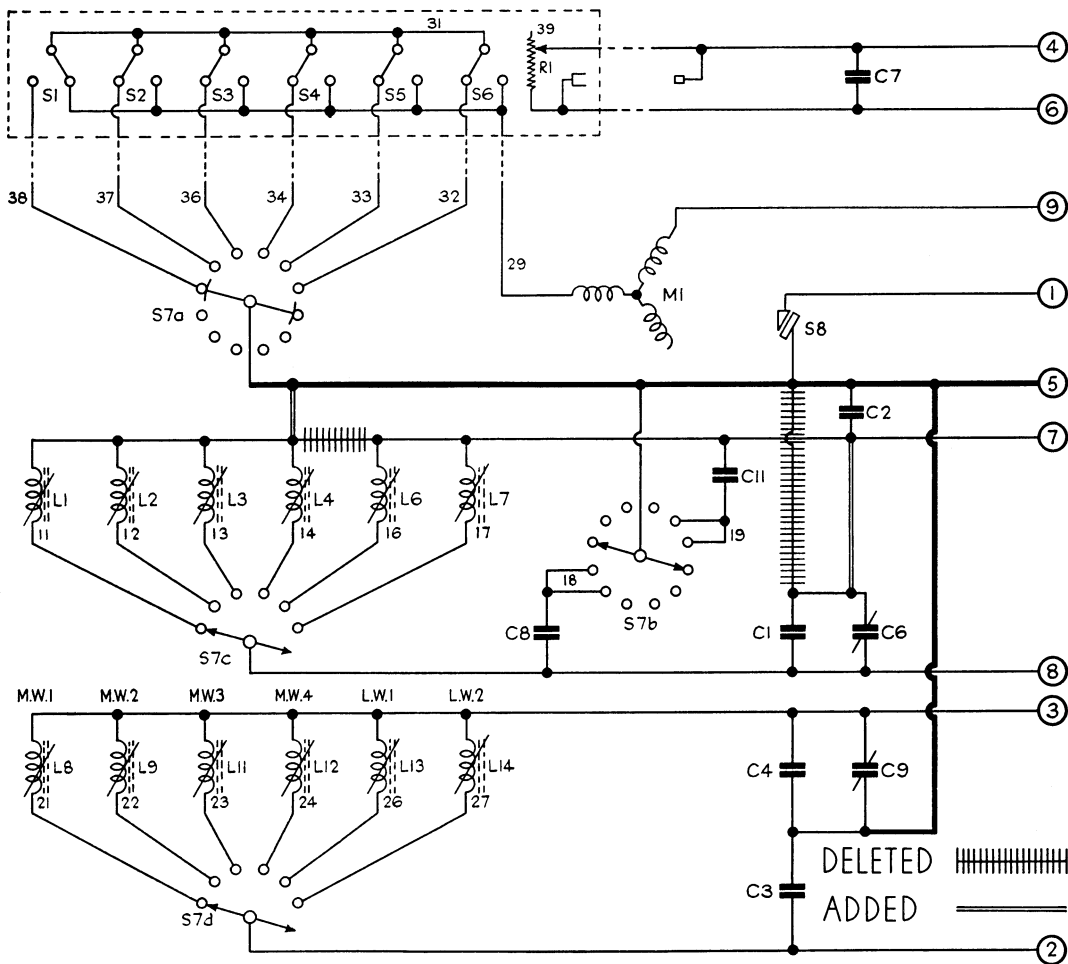 31
39
4
R1
C7
S1 S2 S3 S4 S5 S6
6
38 37 36 34 33 32
9
29
M1
1
S7a
S8
5
C2
7
L1 L2 L3 L4 L6 L7
C11
11 12 13 14 16 17
19
18
S7b
C8
C1
C6
S7c
8
M.W.1 M.W.2 M.W.3 M.W.4 L.W.1 L.W.2
3
L8 L9 L11 L12 L13 L14
C4
C9
21 22 23 24 26 27
DELETED
C3
ADDED
S7d
2